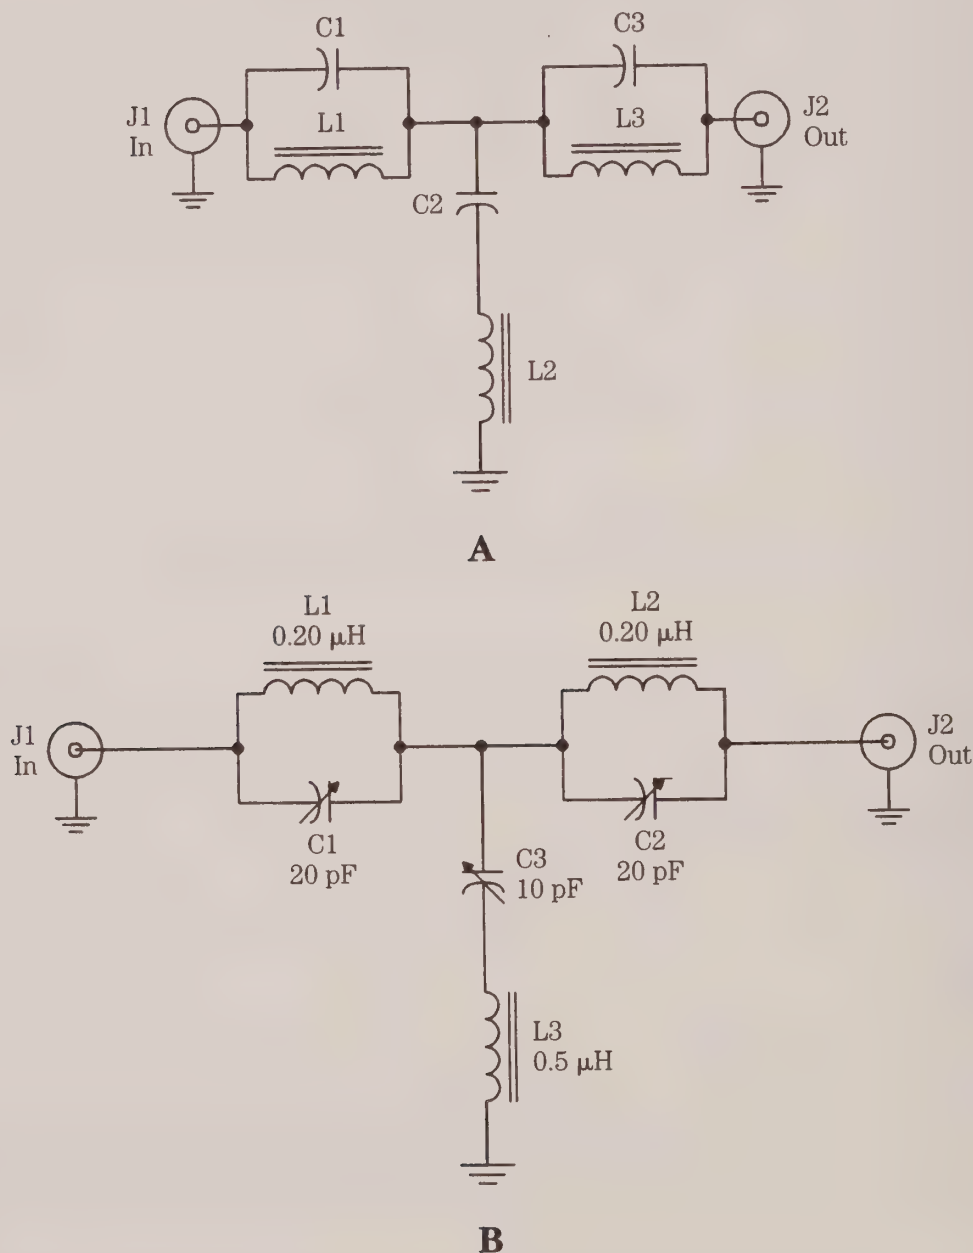 C1
C3
J1
In
L1
L3
J2
Out
C2
L2
A
L1
0.20 μH
L2
0.20 μH
J1
In
J2
Out
C1
20 pF
C3
10 pF
C2
20 pF
L3
0.5 μH
B